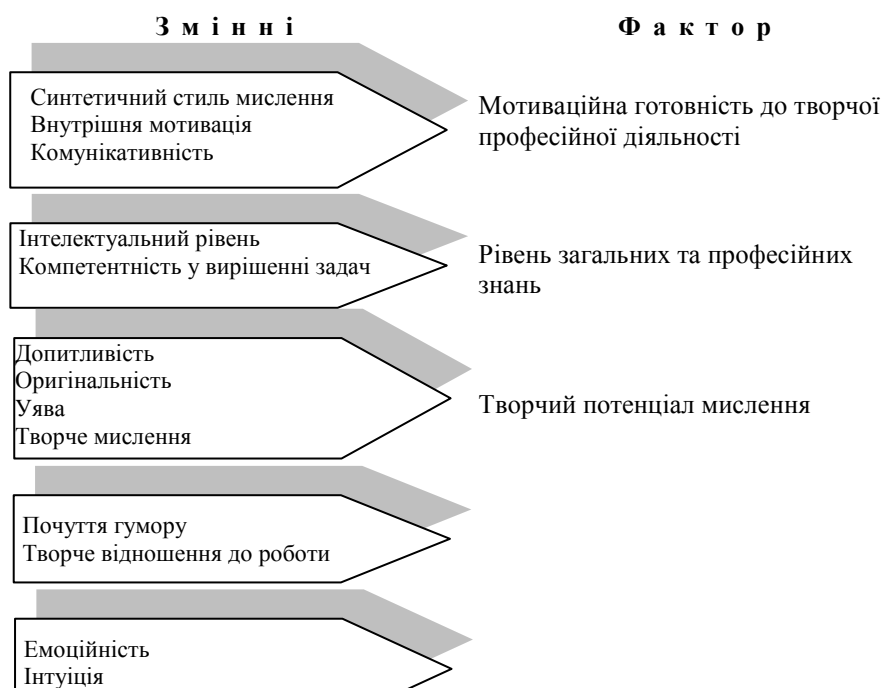 З м і н н і
Ф а к т о р
Синтетичний стиль мислення
Внутрішня мотивація
Комунікативність
Мотиваційна готовність до творчої
професійної діяльності
Інтелектуальний рівень
Компетентність у вирішенні задач
Рівень загальних та професійних
знань
Допитливість
Оригінальність
Уява
Творче мислення
Творчий потенціал мислення
Почуття гумору
Творче відношення до роботи
Емоційність
Інтуіція